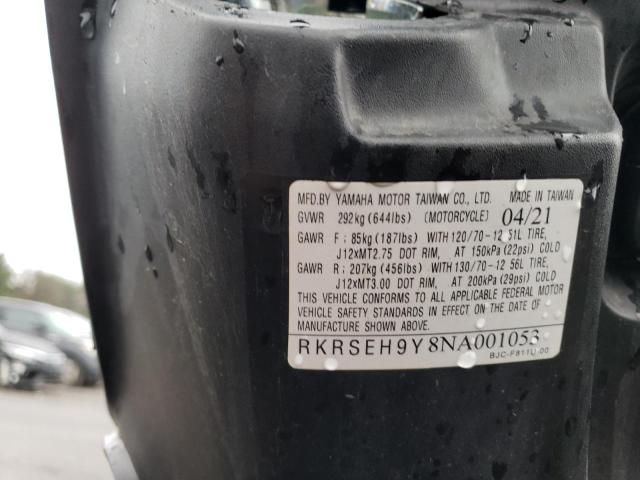 MFD.BY YAMAHA MOTOR TAIWAN CO., LTD. MADE IN TAIWAN
GVWR 292kg (644lbs) (MOTORCYCLE) 04/21
GAWR F : 85kg (187lbs) WITH 120/70-12 51L TIRE,
J12xMT2.75 DOT RIM, AT 150kPa (22psi) COLD
GAWR R : 207kg (456lbs) WITH 130/70-12 56L TIRE,
J12xMT3.00 DOT RIM, AT 200kPa (29psi) COLD
THIS VEHICLE CONFORMS TO ALL APPLICABLE FEDERAL MOTOR
VEHICLE SAFETY STANDARDS IN EFFECT ON THE DATE OF
MANUFACTURE SHOWN ABOVE.
RKRSEH9Y8NA001053
BJC-F811U-00